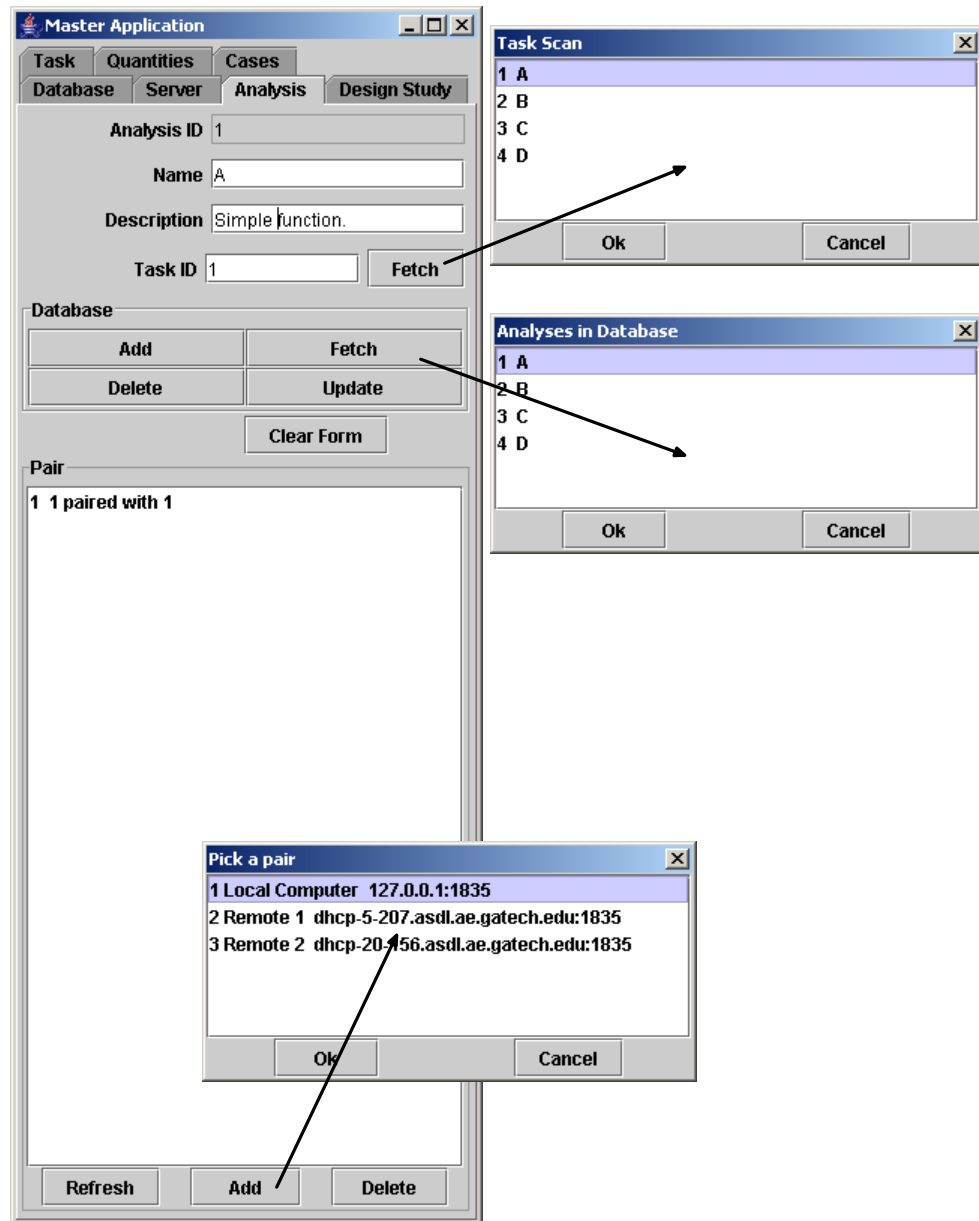 Master Application
Task Quantities Cases
Database Server Analysis Design Study
Analysis ID 1
Name A
Description Simple function.
Task ID 1 Fetch
Database
Add Fetch
Delete Update
Clear Form
Pair
1 1 paired with 1
Refresh Add Delete
Task Scan
1 A
2 B
3 C
4 D
Ok Cancel
Analyses in Database
1 A
2 B
3 C
4 D
Ok Cancel
Pick a pair
1 Local Computer 127.0.0.1:1835
2 Remote 1 dhcp-5-207.asdl.ae.gatech.edu:1835
3 Remote 2 dhcp-20-156.asdl.ae.gatech.edu:1835
Ok Cancel